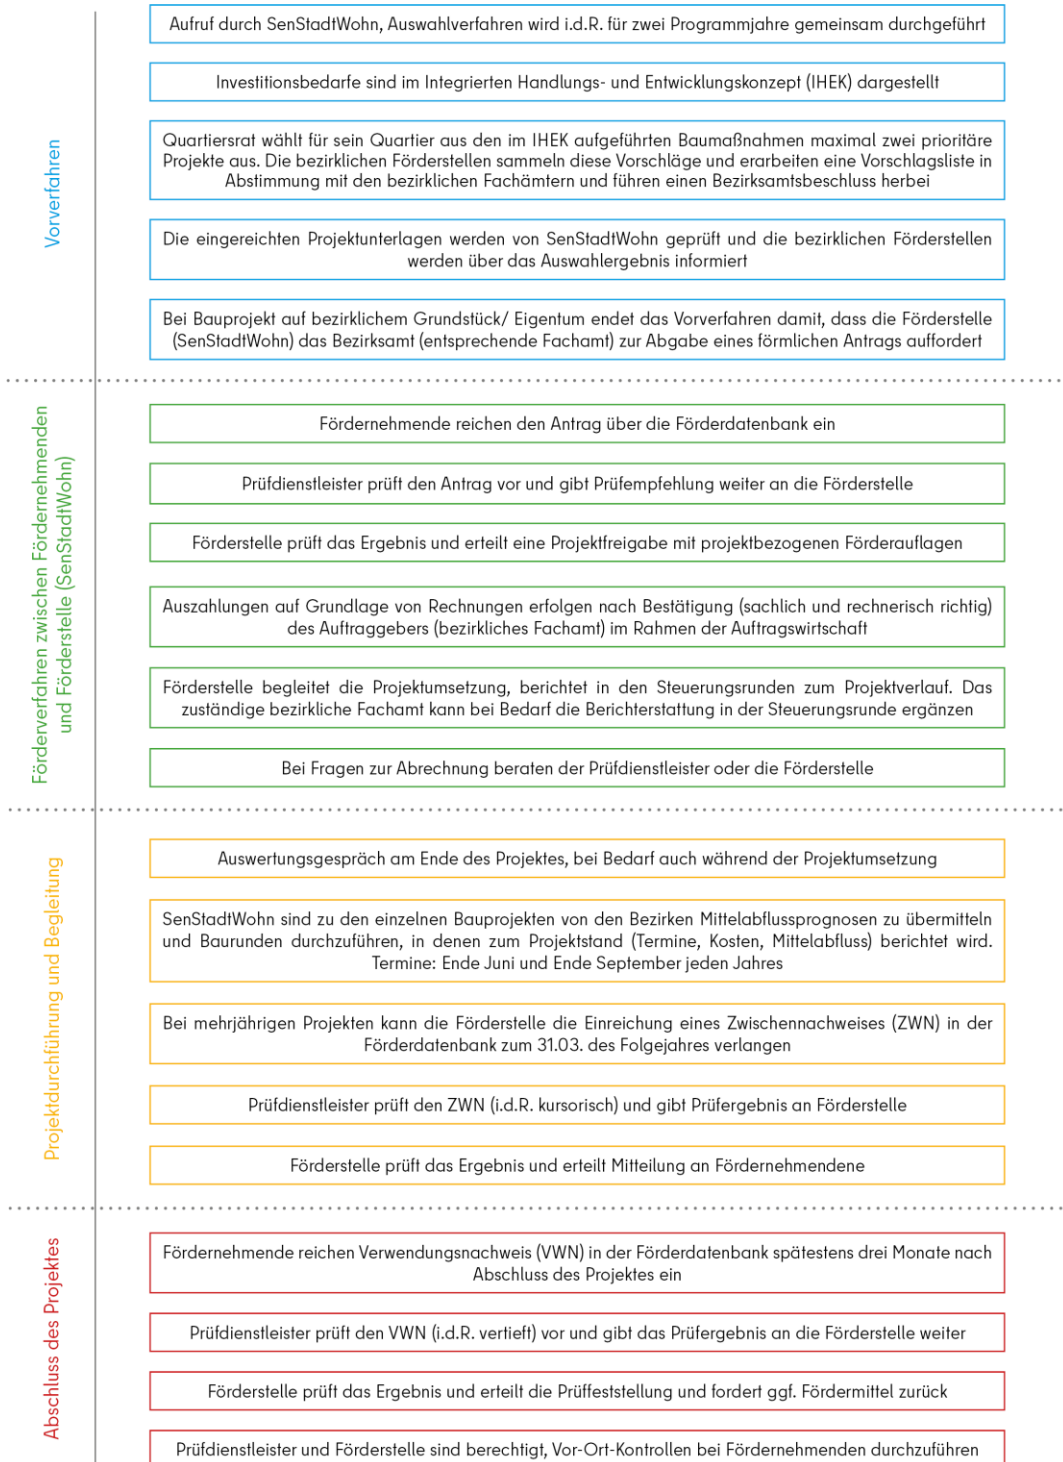 Vorverfahren
Aufruf durch SenStadtWohn, Auswahlverfahren wird i.d.R. für zwei Programmjahre gemeinsam durchgeführt
Investitionsbedarfe sind im Integrierten Handlungs- und Entwicklungskonzept (IHEK) dargestellt
Quartiersrat wählt für sein Quartier aus den im IHEK aufgeführten Baumaßnahmen maximal zwei prioritäre
Projekte aus. Die bezirklichen Förderstellen sammeln diese Vorschläge und erarbeiten eine Vorschlagsliste in
Abstimmung mit den bezirklichen Fachämtern und führen einen Bezirksamtsbeschluss herbei
Die eingereichten Projektunterlagen werden von SenStadtWohn geprüft und die bezirklichen Förderstellen
werden über das Auswahlergebnis informiert
Bei Bauprojekt auf bezirklichem Grundstück/ Eigentum endet das Vorverfahren damit, dass die Förderstelle
(SenStadtWohn) das Bezirksamt (entsprechende Fachamt) zur Abgabe eines förmlichen Antrags auffordert
Förderverfahren zwischen Fördernehmenden
und Förderstelle (SenStadtWohn)
Fördernehmende reichen den Antrag über die Förderdatenbank ein
Prüfdienstleister prüft den Antrag vor und gibt Prüfempfehlung weiter an die Förderstelle
Förderstelle prüft das Ergebnis und erteilt eine Projektfreigabe mit projektbezogenen Förderauflagen
Auszahlungen auf Grundlage von Rechnungen erfolgen nach Bestätigung (sachlich und rechnerisch richtig)
des Auftraggebers (bezirkliches Fachamt) im Rahmen der Auftragswirtschaft
Förderstelle begleitet die Projektumsetzung, berichtet in den Steuerungsrunden zum Projektverlauf. Das
zuständige bezirkliche Fachamt kann bei Bedarf die Berichterstattung in der Steuerungsrunde ergänzen
Bei Fragen zur Abrechnung beraten der Prüfdienstleister oder die Förderstelle
Projektdurchführung und Begleitung
Auswertungsgespräch am Ende des Projektes, bei Bedarf auch während der Projektumsetzung
SenStadtWohn sind zu den einzelnen Bauprojekten von den Bezirken Mittelabflussprognosen zu übermitteln
und Baurunden durchzuführen, in denen zum Projektstand (Termine, Kosten, Mittelabfluss) berichtet wird.
Termine: Ende Juni und Ende September jeden Jahres
Bei mehrjährigen Projekten kann die Förderstelle die Einreichung eines Zwischennachweises (ZWN) in der
Förderdatenbank zum 31.03. des Folgejahres verlangen
Prüfdienstleister prüft den ZWN (i.d.R. kursorisch) und gibt Prüfergebnis an Förderstelle
Förderstelle prüft das Ergebnis und erteilt Mitteilung an Fördernehmendene
Abschluss des Projektes
Fördernehmende reichen Verwendungsnachweis (VWN) in der Förderdatenbank spätestens drei Monate nach
Abschluss des Projektes ein
Prüfdienstleister prüft den VWN (i.d.R. vertieft) vor und gibt das Prüfergebnis an die Förderstelle weiter
Förderstelle prüft das Ergebnis und erteilt die Prüffeststellung und fordert ggf. Fördermittel zurück
Prüfdienstleister und Förderstelle sind berechtigt, Vor-Ort-Kontrollen bei Fördernehmenden durchzuführen